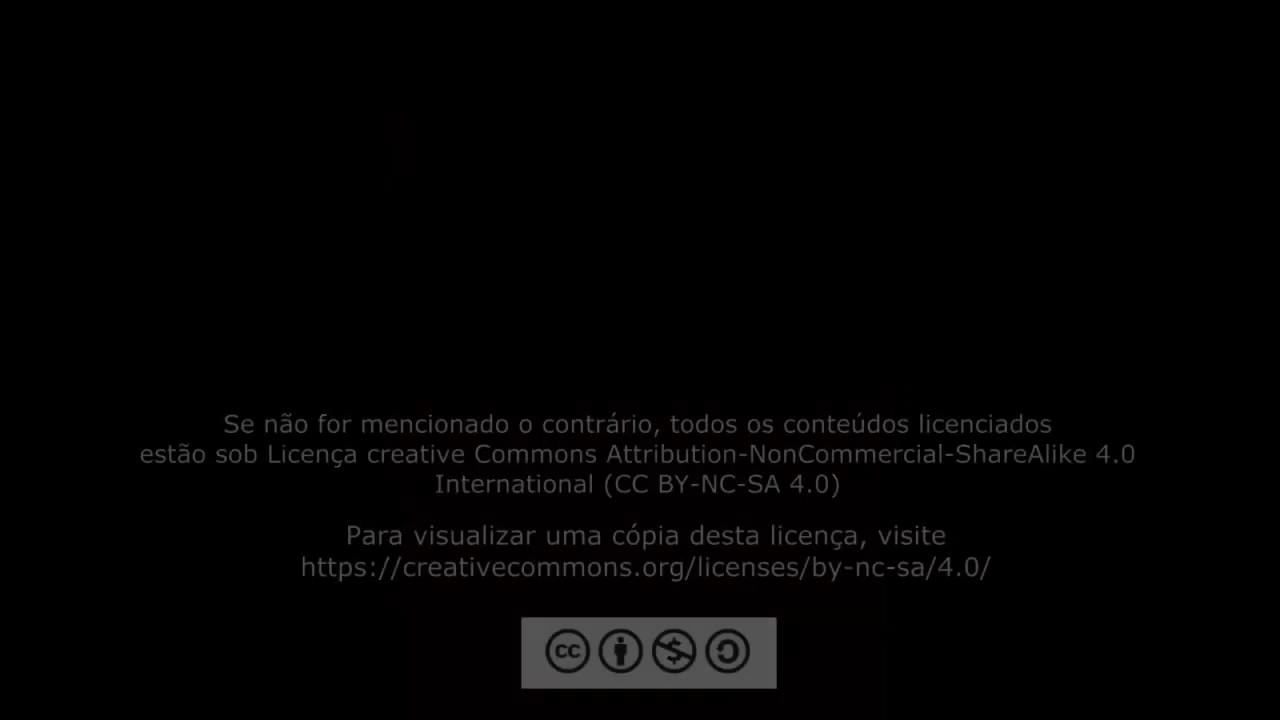 Se não for mencionado o contrário, todos os conteúdos licenciados
estão sob Licença creative Commons Attribution-NonCommercial-ShareAlike 4.0
International (CC BY-NC-SA 4.0)
Para visualizar uma cópia desta licença, visite
https://creativecommons.org/licenses/by-nc-sa/4.0/
cc